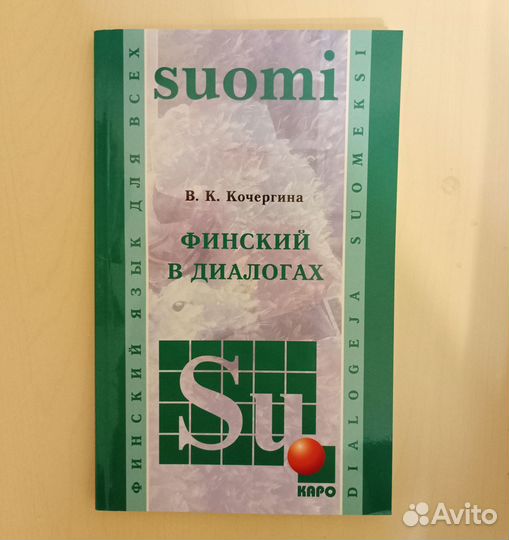 suomi
ФИНСКИЙ ЯЗЫК ДЛЯ ВСЕХ
В. К. Кочергина
ФИНСКИЙ
В ДИАЛОГАХ
DIALOGEJA SUOMEKSI
Su
КАРО
Avito